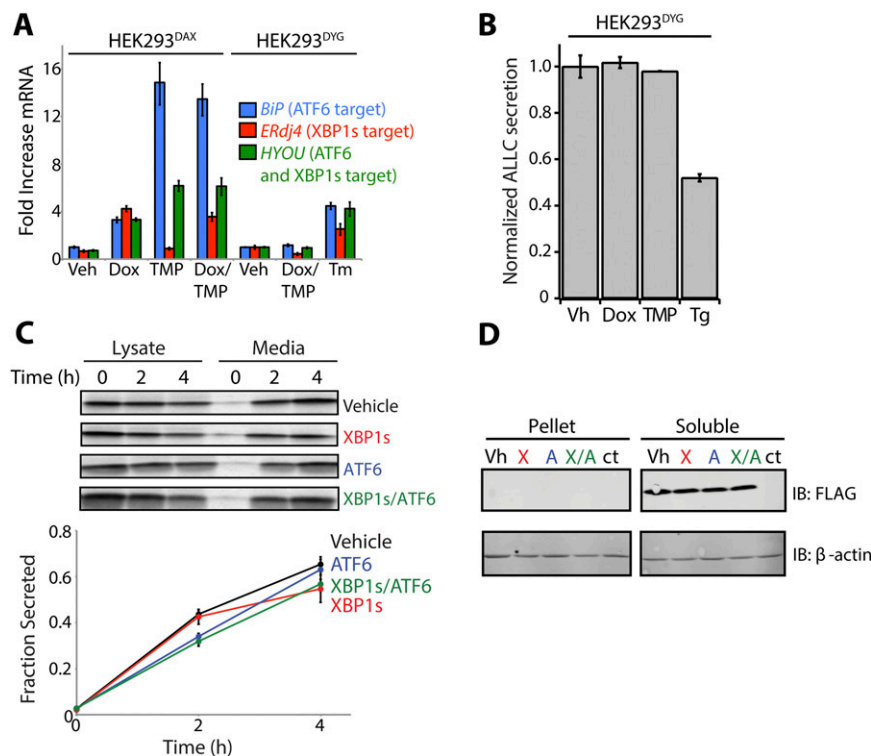 A
HEK293DAX
HEK293DYG
Fold Increase mRNA
16
12
8
4
0
BiP (ATF6 target)
ERdj4 (XBP1s target)
HYOU (ATF6
and XBP1s target)
Veh Dox TMP Dox/ Veh Dox/ Tm
TMP TMP
B
HEK293DYG
Normalized ALLC secretion
1.0
0.8
0.6
0.4
0.2
0
Vh Dox TMP Tg
C
Lysate Media
Time (h) 0 2 4 0 2 4
Vehicle
XBP1s
ATF6
XBP1s/ATF6
Fraction Secreted
0.8
0.6
0.4
0.2
0
Vehicle
ATF6
XBP1s/ATF6
XBP1s
0 2 4
Time (h)
D
Pellet Soluble
Vh X A X/A ct Vh X A X/A ct
IB: FLAG
IB: β-actin